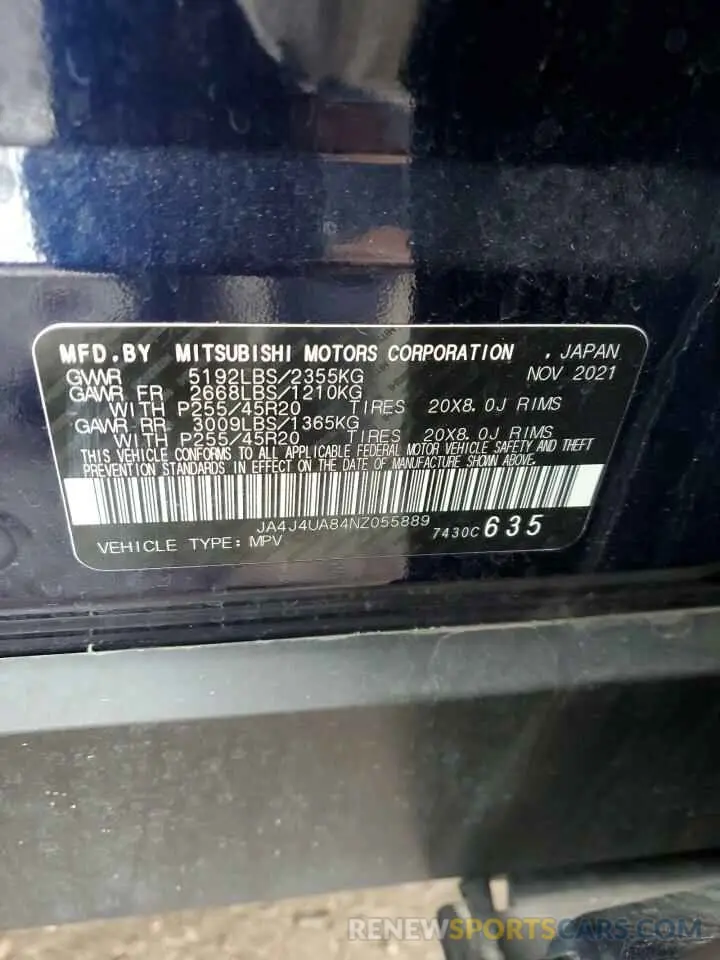 MFD.BY MITSUBISHI MOTORS CORPORATION , JAPAN
GVWR 5192LBS/2355KG NOV 2021
GAWR FR 2668LBS/1210KG
WITH P255/45R20 TIRES 20X8.0J RIMS
GAWR RR 3009LBS/1365KG
WITH P255/45R20 TIRES 20X8.0J RIMS
THIS VEHICLE CONFORMS TO ALL APPLICABLE FEDERAL MOTOR VEHICLE SAFETY AND THEFT
PREVENTION STANDARDS IN EFFECT ON THE DATE OF MANUFACTURE SHOWN ABOVE.
JA4J4UA84NZ055889
7430C 635
VEHICLE TYPE: MPV
RENEWSPORTSCARS.COM